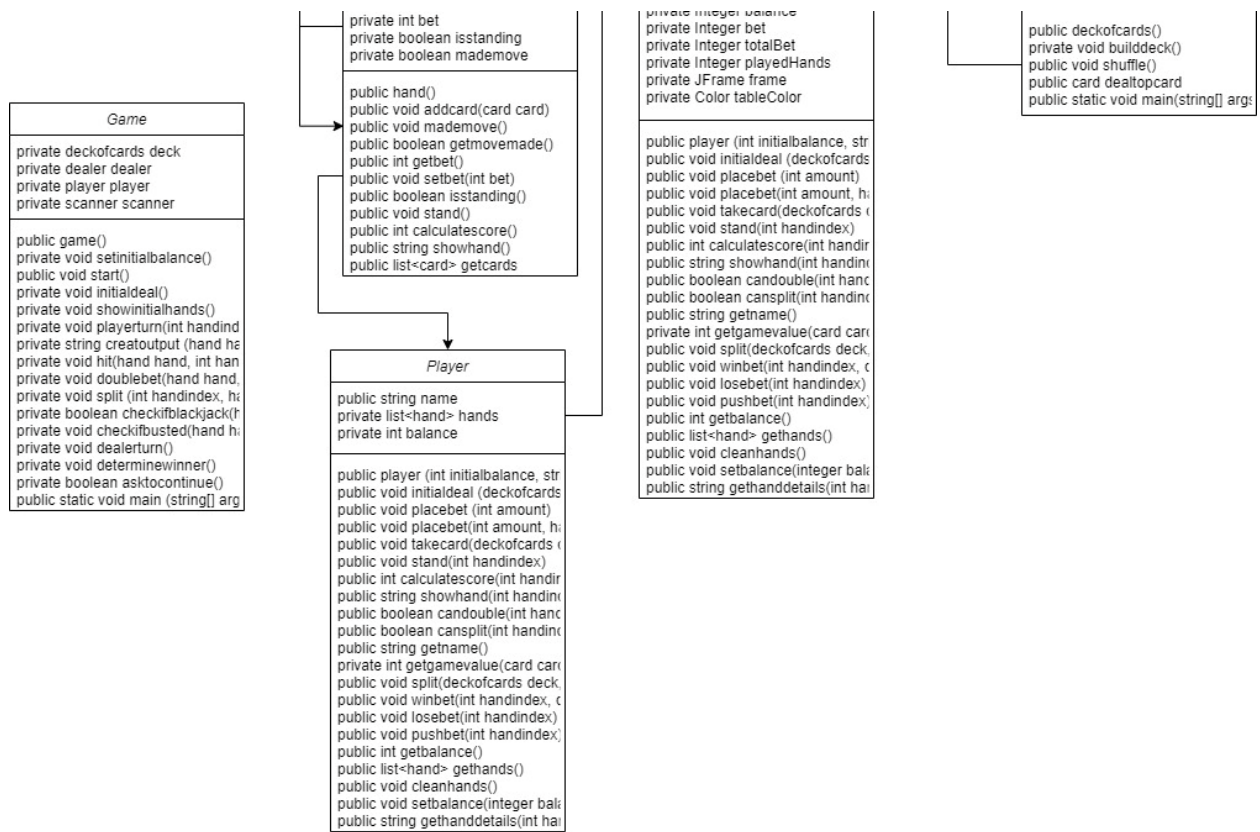 Game
private deckofcards deck
private dealer dealer
private player player
private scanner scanner
public game()
private void setinitialbalance()
public void start()
private void initialdeal()
private void showinitialhands()
private void playerturn(int handind
private string creatoutput (hand ha
private void hit(hand hand, int han
private void doublebet(hand hand,
private void split (int handindex, ha
private boolean checkifblackjack(h
private void checkifbusted(hand ha
private void dealerturn()
private void determinewinner()
private boolean asktocontinue()
public static void main (string[] arg
private int bet
private boolean isstanding
private boolean mademove
public hand()
public void addcard(card card)
public void mademove()
public boolean getmovemade()
public int getbet()
public void setbet(int bet)
public boolean isstanding()
public void stand()
public int calculatescore()
public string showhand()
public list<card> getcards
Player
public string name
private list<hand> hands
private int balance
public player (int initialbalance, str
public void initialdeal (deckofcards
public void placebet (int amount)
public void placebet(int amount, ha
public void takecard(deckofcards
public void stand(int handindex)
public int calculatescore(int handin
public string showhand(int handind
public boolean candouble(int hand
public boolean cansplit(int handind
public string getname()
private int getgamevalue(card card
public void split(deckofcards deck,
public void winbet(int handindex,
public void losebet(int handindex)
public void pushbet(int handindex)
public int getbalance()
public list<hand> gethands()
public void cleanhands()
public void setbalance(integer bala
public string gethanddetails(int han
private Integer balance
private Integer bet
private Integer totalBet
private Integer playedHands
private JFrame frame
private Color tableColor
public player (int initialbalance, str
public void initialdeal (deckofcards
public void placebet (int amount)
public void placebet(int amount, ha
public void takecard(deckofcards
public void stand(int handindex)
public int calculatescore(int handin
public string showhand(int handind
public boolean candouble(int hand
public boolean cansplit(int handind
public string getname()
private int getgamevalue(card card
public void split(deckofcards deck,
public void winbet(int handindex,
public void losebet(int handindex)
public void pushbet(int handindex)
public int getbalance()
public list<hand> gethands()
public void cleanhands()
public void setbalance(integer bala
public string gethanddetails(int han
public deckofcards()
private void builddeck()
public void shuffle()
public card dealtopcard
public static void main(string[] args